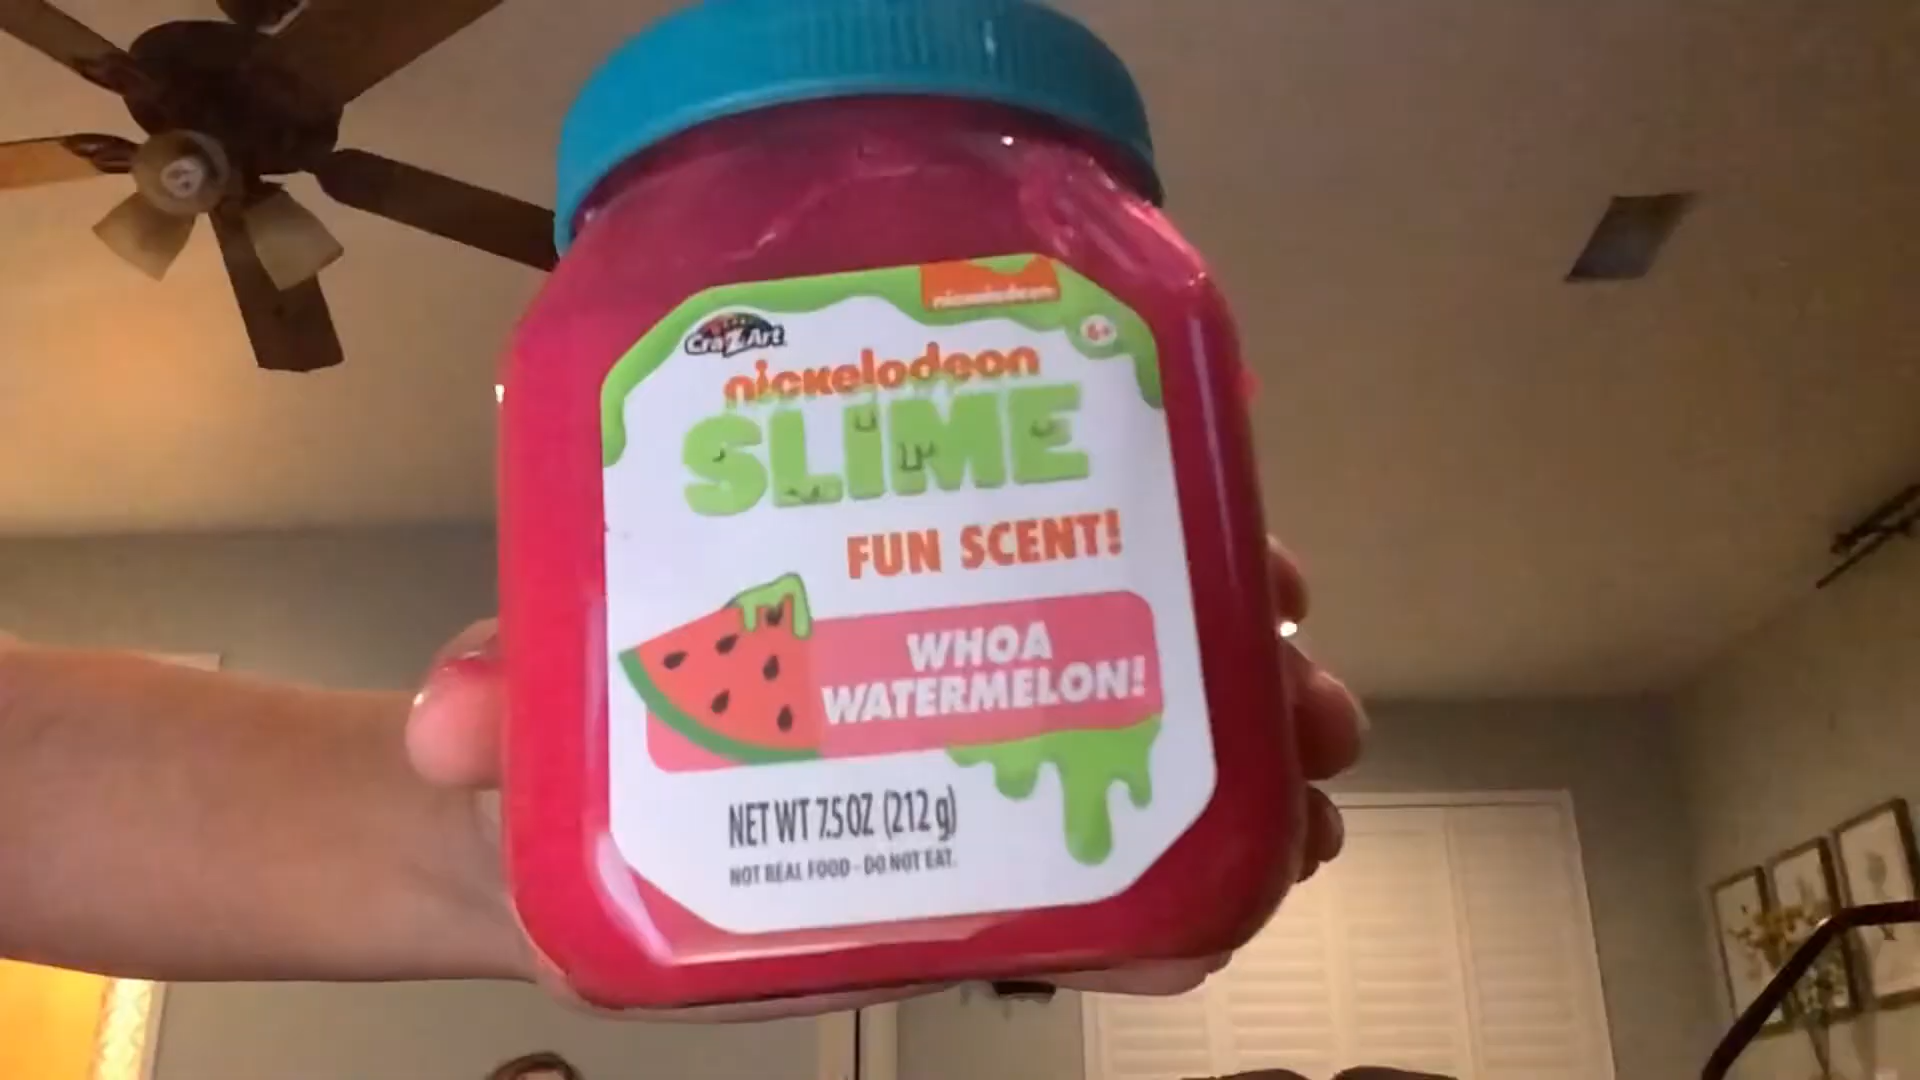 nickelodeon
Cra-Z-Art
6+
nickelodeon
SLIME
FUN SCENT!
WHOA
WATERMELON!
NET WT 7.5 OZ (212 g)
NOT REAL FOOD - DO NOT EAT.